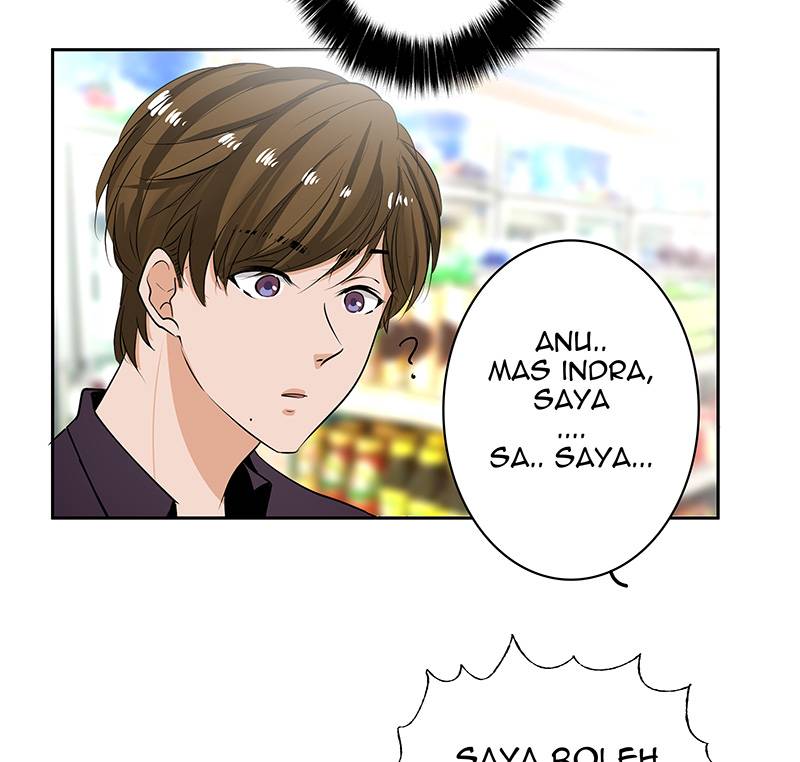 ?
ANU..
MAS INDRA,
SAYA
....
SA.. SAYA...
SAYA BOLEH